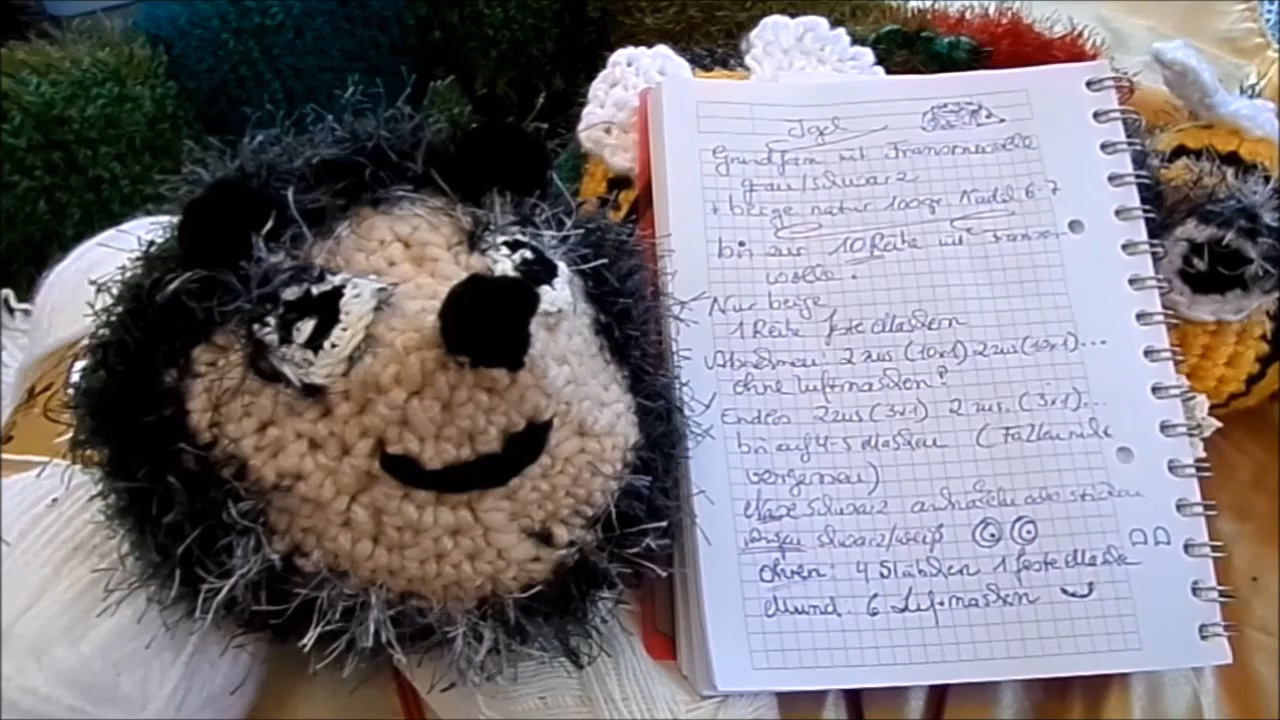 Igel
Grundform mit Fransenwolle
grau/schwarz
+ beige natur 100gr Nadel 6-7
bis zur 10 Reihe mit Fransen
wolle.
Nur beige
1 Reihe feste Maschen
Abnehmen: 2 zus (10x1) 2 zus (10x1)...
ohne Luftmaschen!
Endlos 2 zus (3x1) 2 zus. (3x1)...
bis auf 4-5 Maschen (Füllen nicht
vergessen)
Nase schwarz anhäkeln oder sticken
Augen schwarz/weiß
Ohren: 4 Stäbchen 1 feste Masche
Mund. 6 Luftmaschen